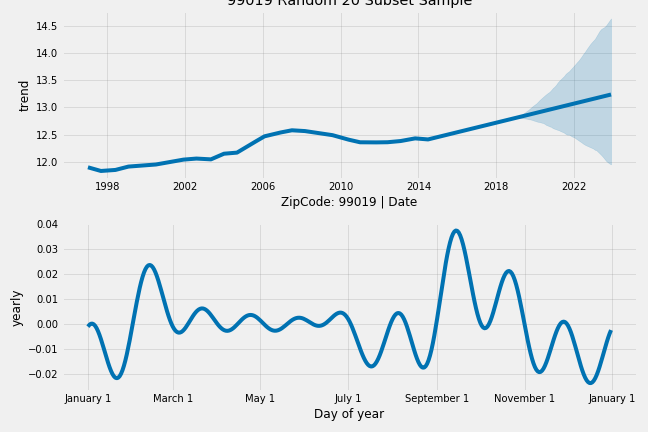 99019 Random 20 Subset Sample
14.5
14.0
13.5
13.0
12.5
12.0
trend
1998 2002 2006 2010 2014 2018 2022
ZipCode: 99019 | Date
0.04
0.03
0.02
0.01
0.00
−0.01
−0.02
yearly
January 1 March 1 May 1 July 1 September 1 November 1 January 1
Day of year